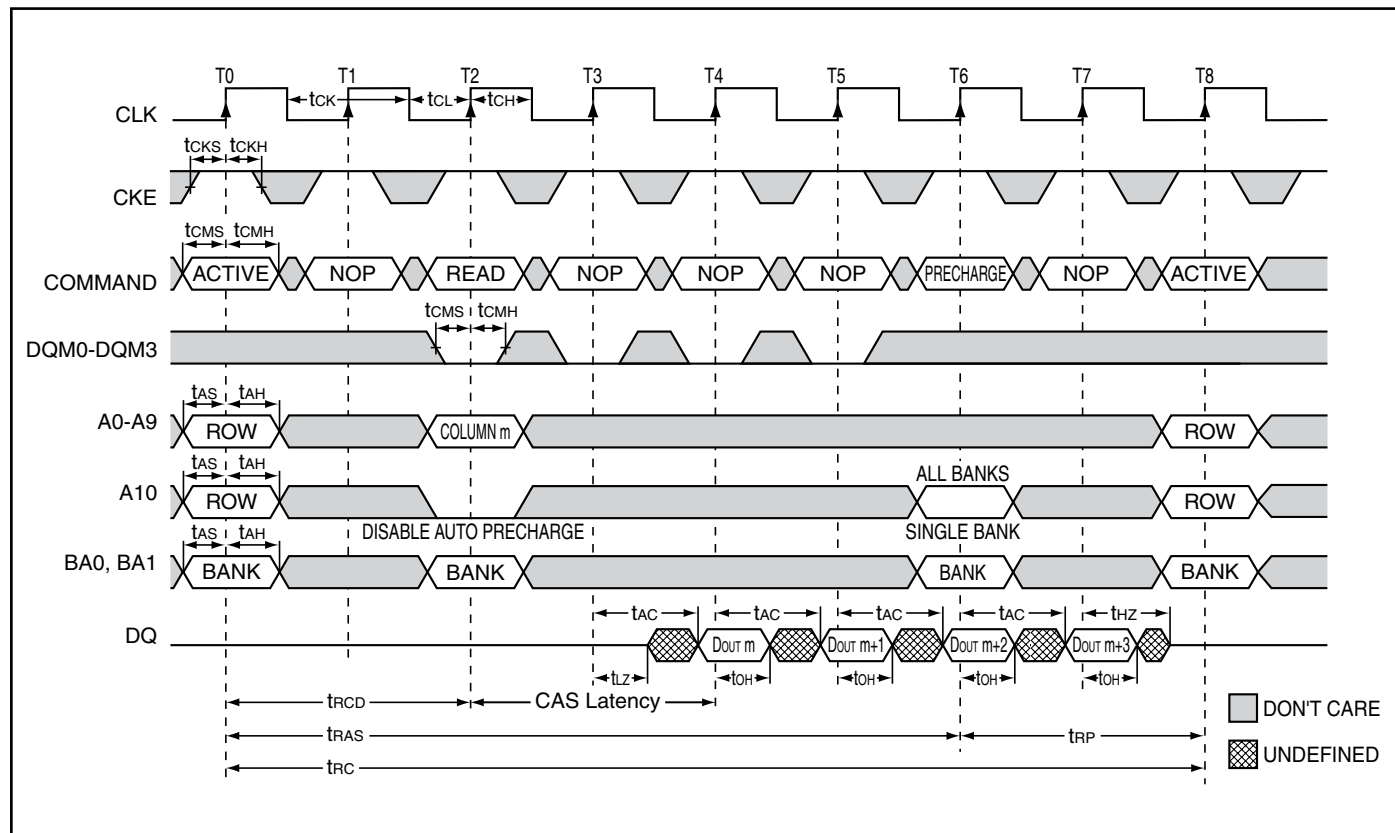 T0 T1 T2 T3 T4 T5 T6 T7 T8
tCK tCL tCH
CLK
tCKS tCKH
CKE
tCMS tCMH
ACTIVE NOP READ NOP NOP NOP PRECHARGE NOP ACTIVE
COMMAND
tCMS tCMH
DQM0-DQM3
tAS tAH
A0-A9
ROW COLUMN m ROW
tAS tAH ALL BANKS
A10
ROW ROW
DISABLE AUTO PRECHARGE SINGLE BANK
tAS tAH
BA0, BA1
BANK BANK BANK BANK
tAC tAC tAC tAC tHZ
DQ
DOUT m DOUT m+1 DOUT m+2 DOUT m+3
tLZ tOH tOH tOH tOH
tRCD CAS Latency
DON'T CARE
tRAS tRP
UNDEFINED
tRC